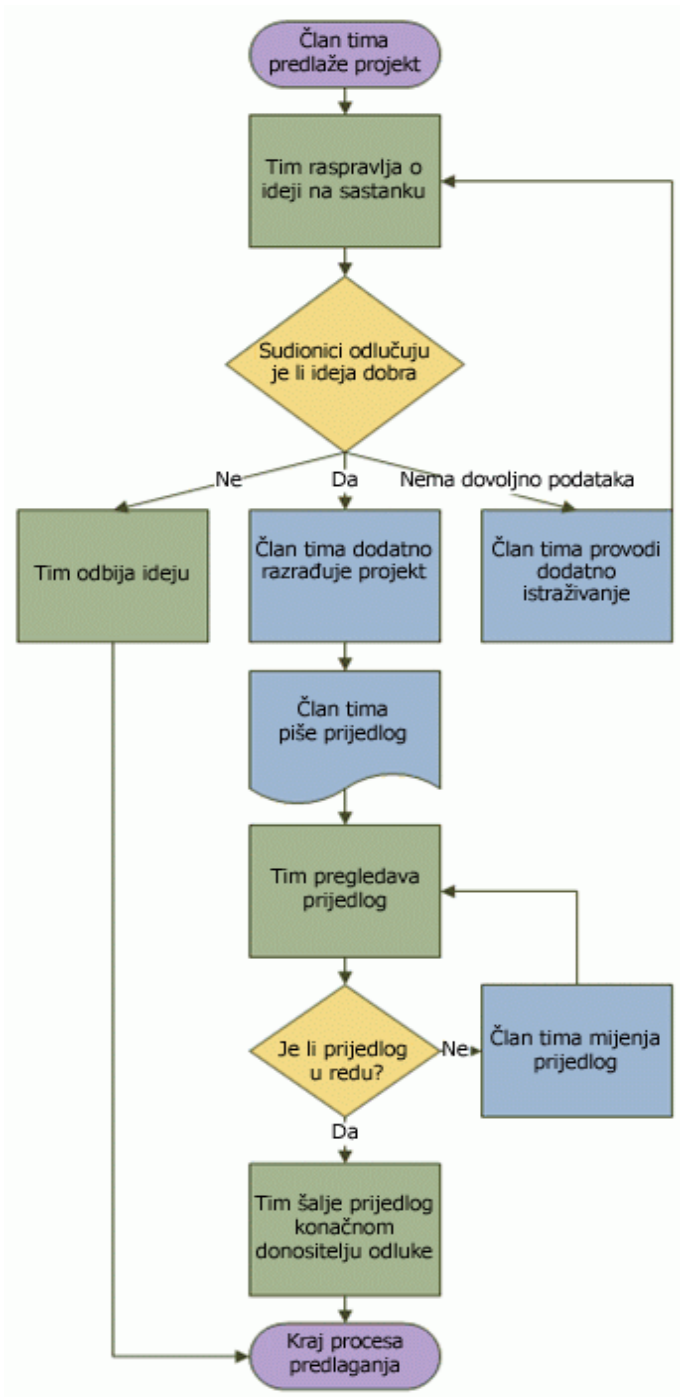 Član tima
predlaže projekt
Tim raspravlja o
ideji na sastanku
Sudionici odlučuju
je li ideja dobra
Ne
Da
Nema dovoljno podataka
Tim odbija ideju
Član tima dodatno
razrađuje projekt
Član tima provodi
dodatno
istraživanje
Član tima
piše prijedlog
Tim pregledava
prijedlog
Je li prijedlog
u redu?
Ne
Član tima mijenja
prijedlog
Da
Tim šalje prijedlog
konačnom
donositelju odluke
Kraj procesa
predlaganja